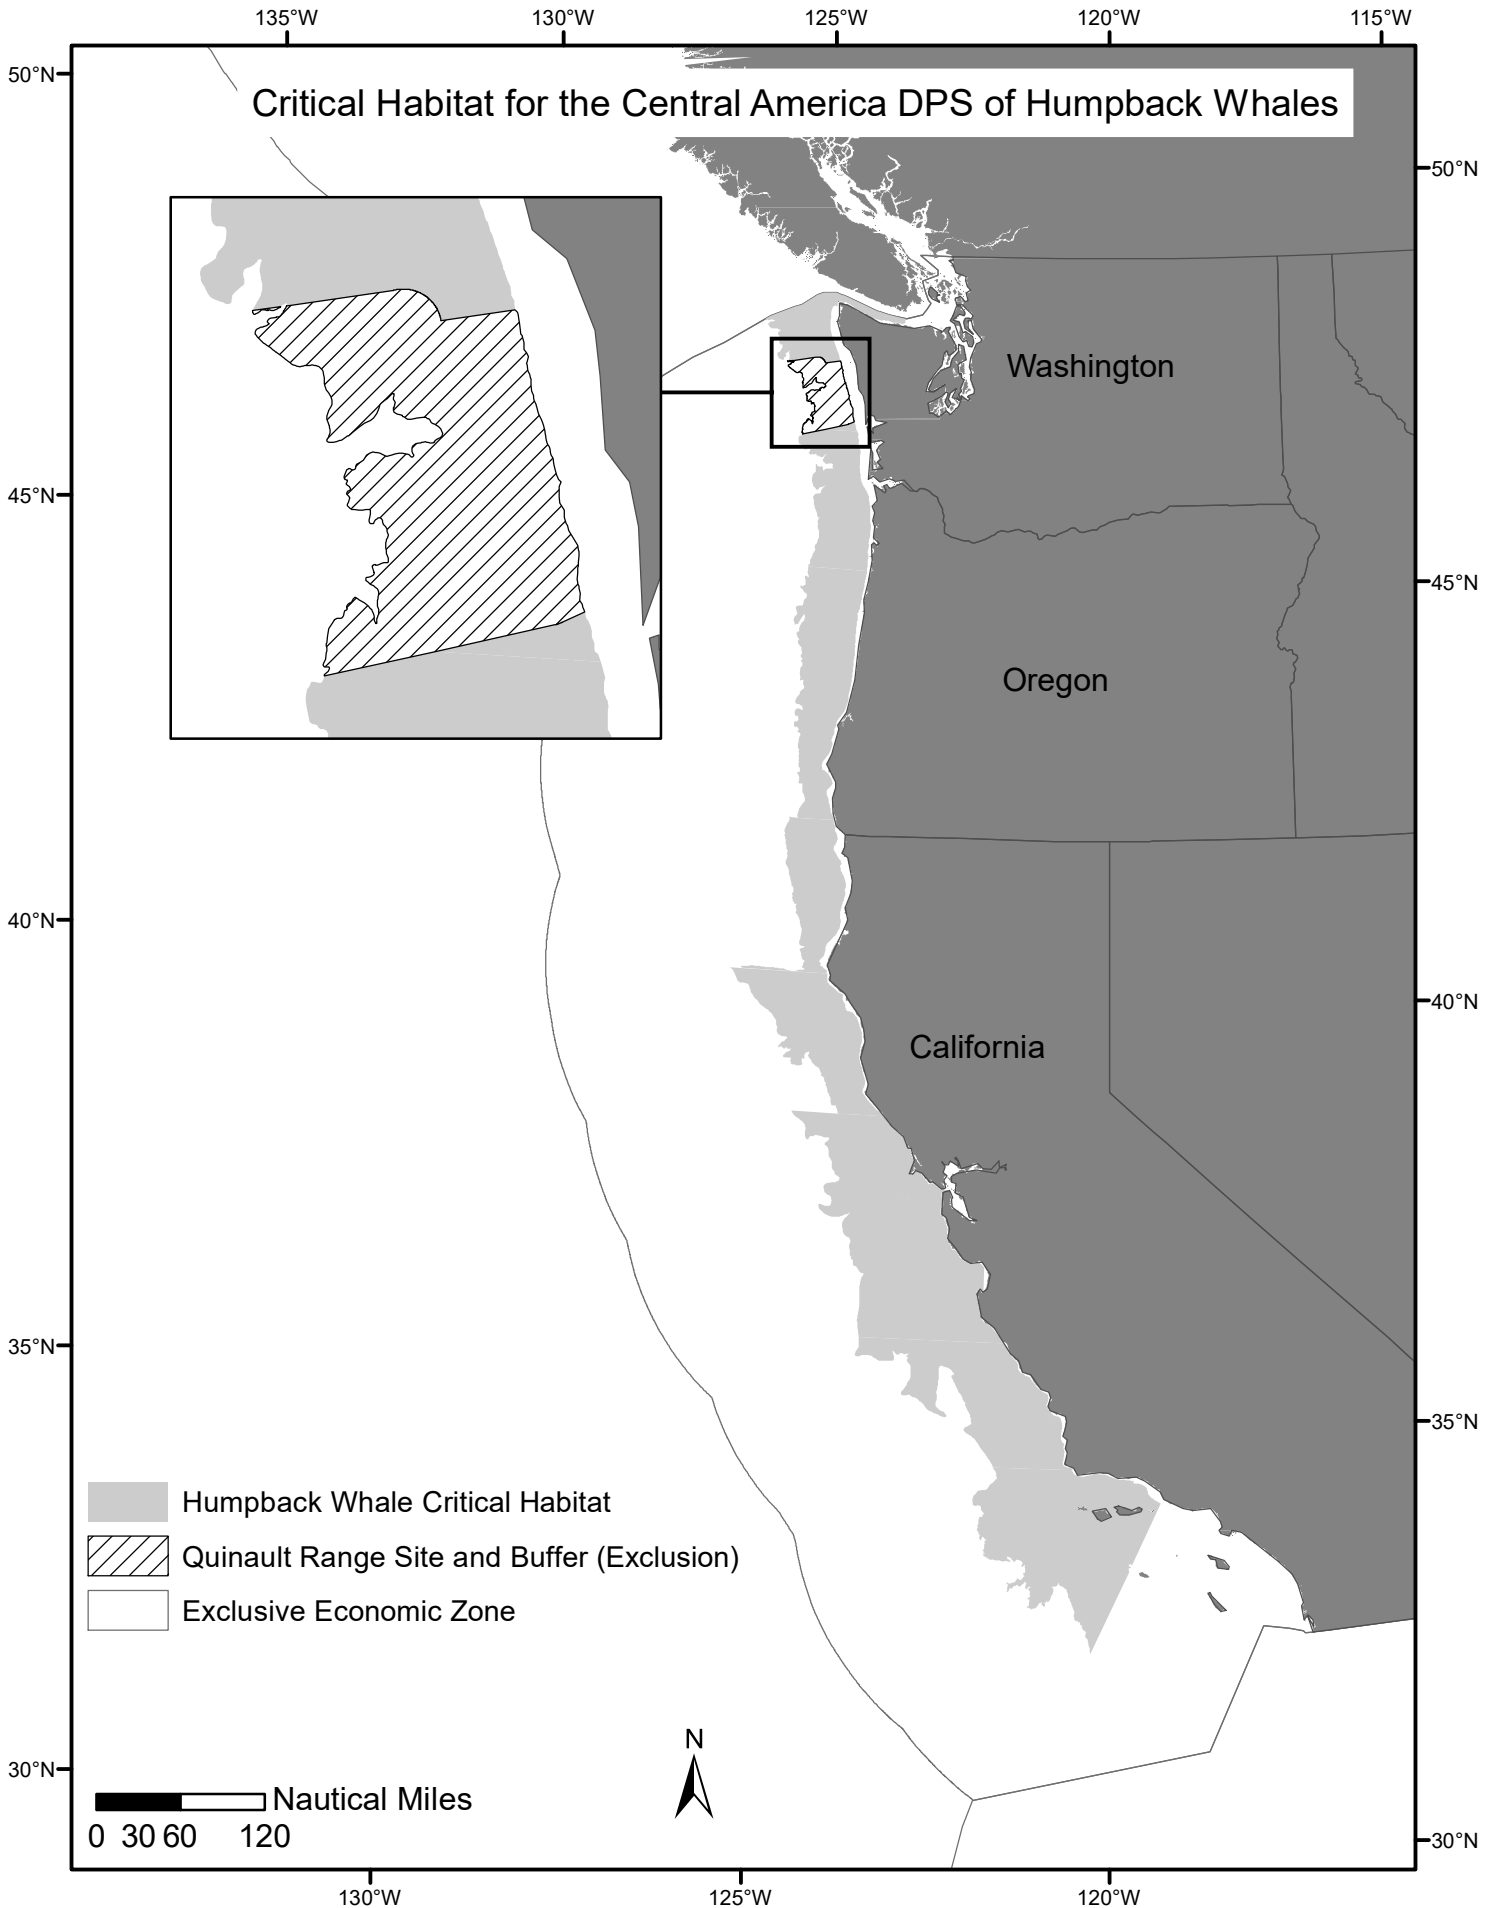 135°W 130°W 125°W 120°W 115°W
50°N
Critical Habitat for the Central America DPS of Humpback Whales
50°N
Washington
45°N
45°N
Oregon
40°N
40°N
California
35°N
35°N
Humpback Whale Critical Habitat
Quinault Range Site and Buffer (Exclusion)
Exclusive Economic Zone
N
30°N
Nautical Miles
0 30 60 120
30°N
130°W 125°W 120°W